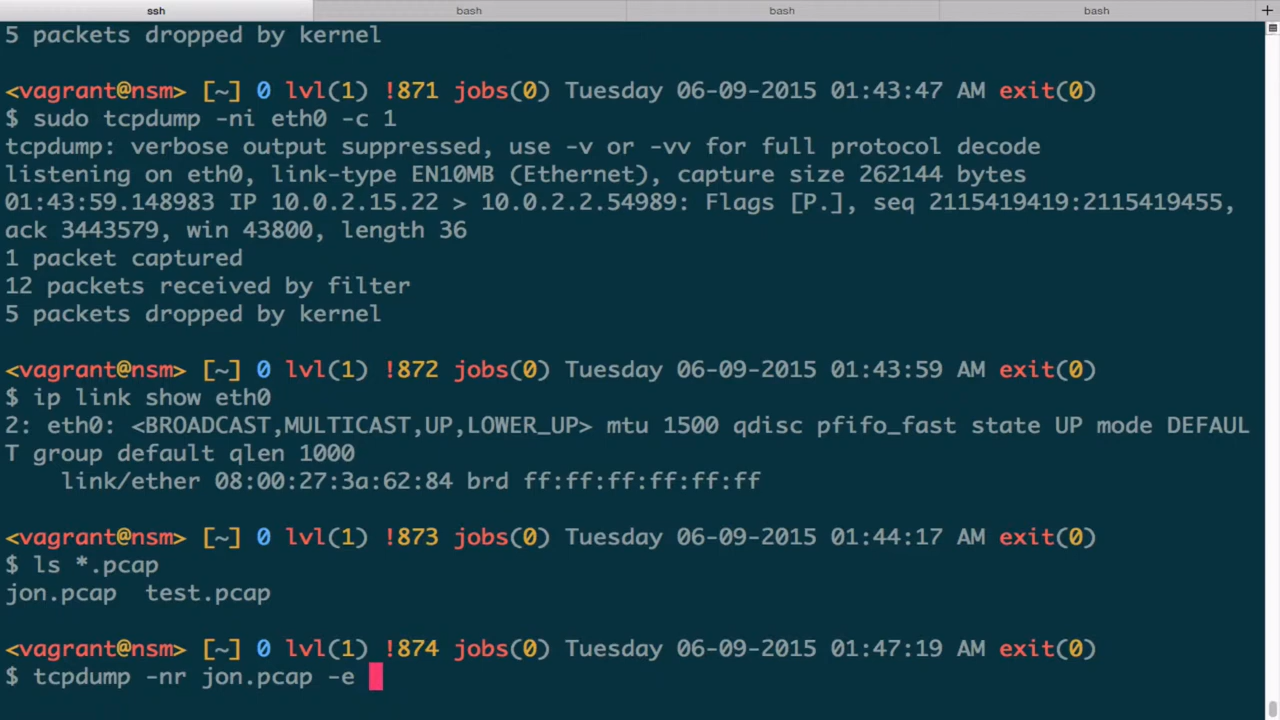 ssh bash bash bash +
5 packets dropped by kernel
<vagrant@nsm> [~] 0 lvl(1) !871 jobs(0) Tuesday 06-09-2015 01:43:47 AM exit(0)
$ sudo tcpdump -ni eth0 -c 1
tcpdump: verbose output suppressed, use -v or -vv for full protocol decode
listening on eth0, link-type EN10MB (Ethernet), capture size 262144 bytes
01:43:59.148983 IP 10.0.2.15.22 > 10.0.2.2.54989: Flags [P.], seq 2115419419:2115419455,
ack 3443579, win 43800, length 36
1 packet captured
12 packets received by filter
5 packets dropped by kernel
<vagrant@nsm> [~] 0 lvl(1) !872 jobs(0) Tuesday 06-09-2015 01:43:59 AM exit(0)
$ ip link show eth0
2: eth0: <BROADCAST,MULTICAST,UP,LOWER_UP> mtu 1500 qdisc pfifo_fast state UP mode DEFAUL
T group default qlen 1000
link/ether 08:00:27:3a:62:84 brd ff:ff:ff:ff:ff:ff
<vagrant@nsm> [~] 0 lvl(1) !873 jobs(0) Tuesday 06-09-2015 01:44:17 AM exit(0)
$ ls *.pcap
jon.pcap test.pcap
<vagrant@nsm> [~] 0 lvl(1) !874 jobs(0) Tuesday 06-09-2015 01:47:19 AM exit(0)
$ tcpdump -nr jon.pcap -e